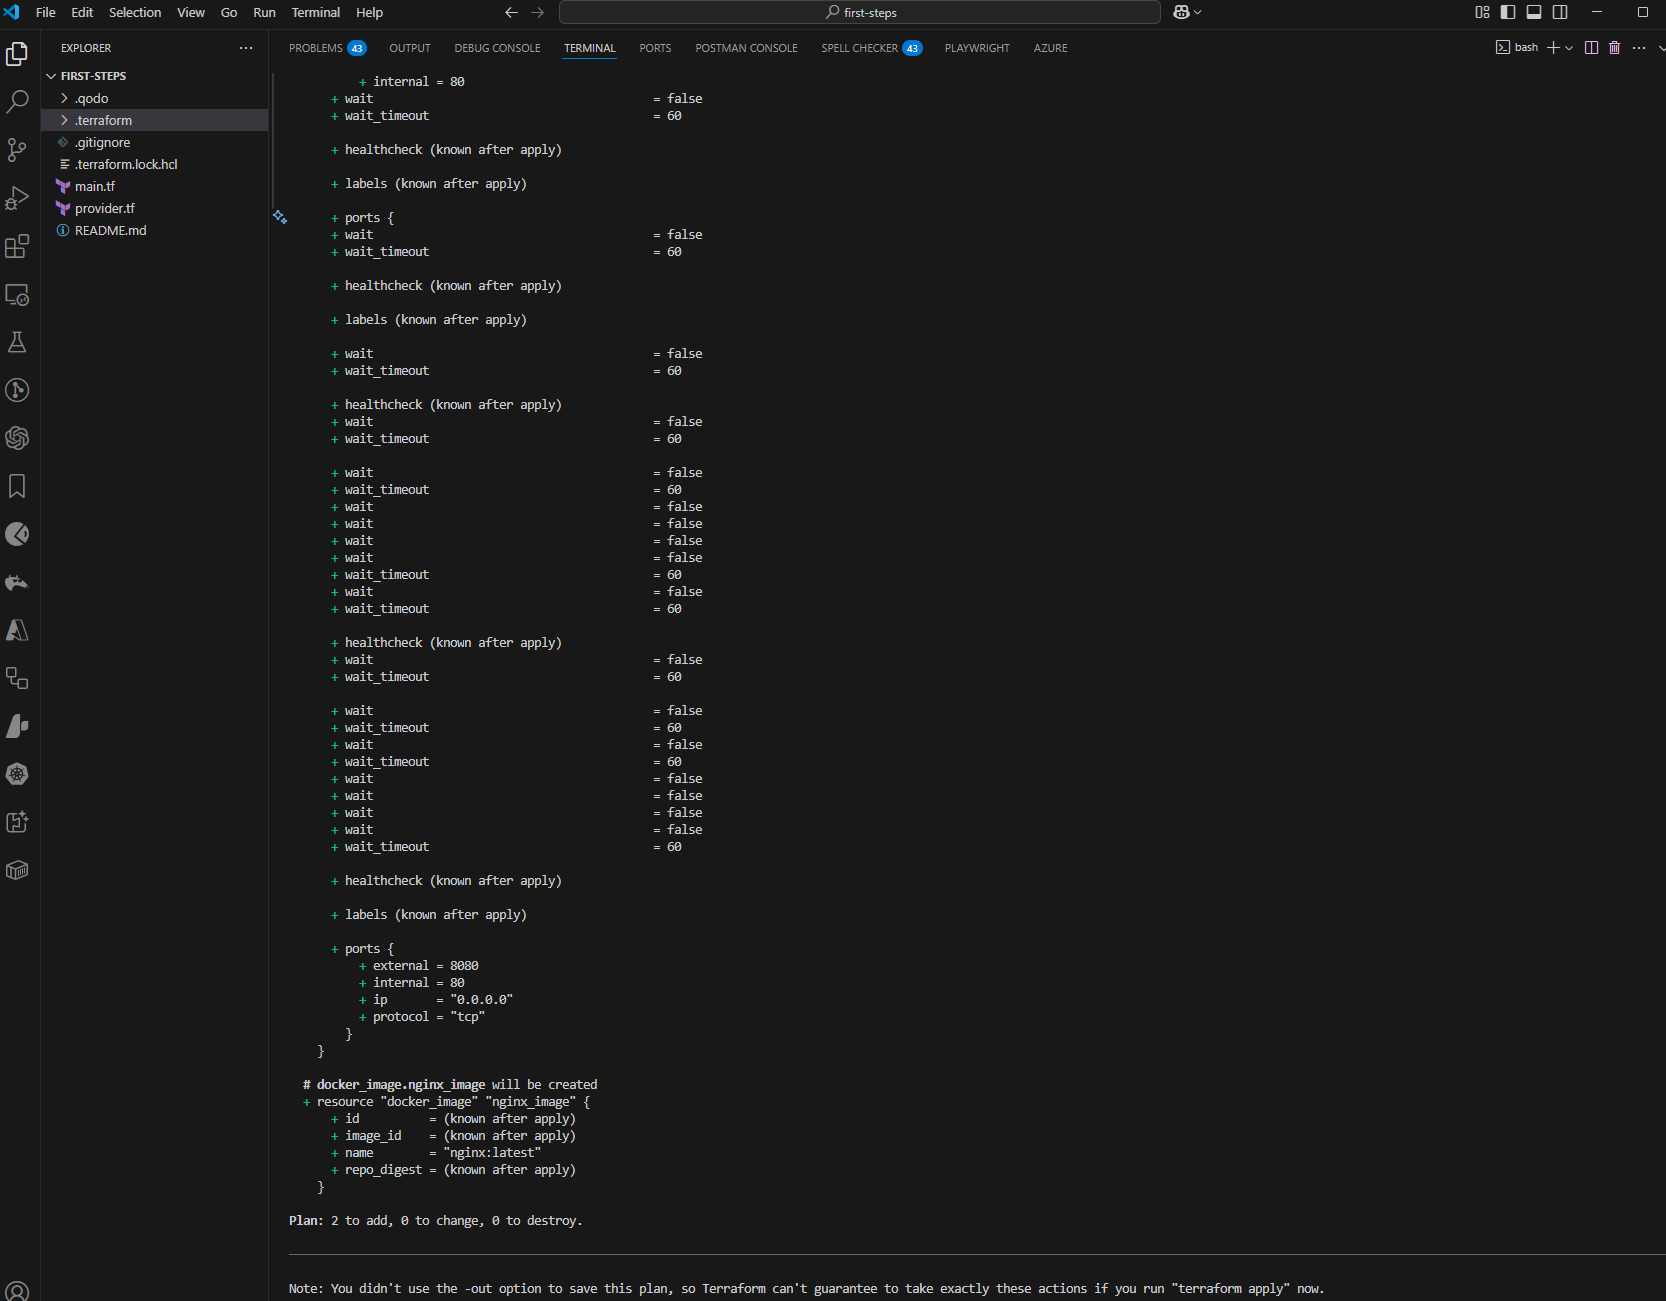 File Edit Selection View Go Run Terminal Help
first-steps
EXPLORER
FIRST-STEPS
.qodo
.terraform
.gitignore
.terraform.lock.hcl
main.tf
provider.tf
README.md
PROBLEMS 43 OUTPUT DEBUG CONSOLE TERMINAL PORTS POSTMAN CONSOLE SPELL CHECKER 43 PLAYWRIGHT AZURE
bash
+ internal = 80
+ wait = false
+ wait_timeout = 60
+ healthcheck (known after apply)
+ labels (known after apply)
+ ports {
+ wait = false
+ wait_timeout = 60
+ healthcheck (known after apply)
+ labels (known after apply)
+ wait = false
+ wait_timeout = 60
+ healthcheck (known after apply)
+ wait = false
+ wait_timeout = 60
+ wait = false
+ wait_timeout = 60
+ wait = false
+ wait = false
+ wait = false
+ wait = false
+ wait_timeout = 60
+ wait = false
+ wait_timeout = 60
+ healthcheck (known after apply)
+ wait = false
+ wait_timeout = 60
+ wait = false
+ wait_timeout = 60
+ wait = false
+ wait_timeout = 60
+ wait = false
+ wait = false
+ wait = false
+ wait = false
+ wait_timeout = 60
+ healthcheck (known after apply)
+ labels (known after apply)
+ ports {
+ external = 8080
+ internal = 80
+ ip = "0.0.0.0"
+ protocol = "tcp"
}
}
# docker_image.nginx_image will be created
+ resource "docker_image" "nginx_image" {
+ id = (known after apply)
+ image_id = (known after apply)
+ name = "nginx:latest"
+ repo_digest = (known after apply)
}
Plan: 2 to add, 0 to change, 0 to destroy.
Note: You didn't use the -out option to save this plan, so Terraform can't guarantee to take exactly these actions if you run "terraform apply" now.